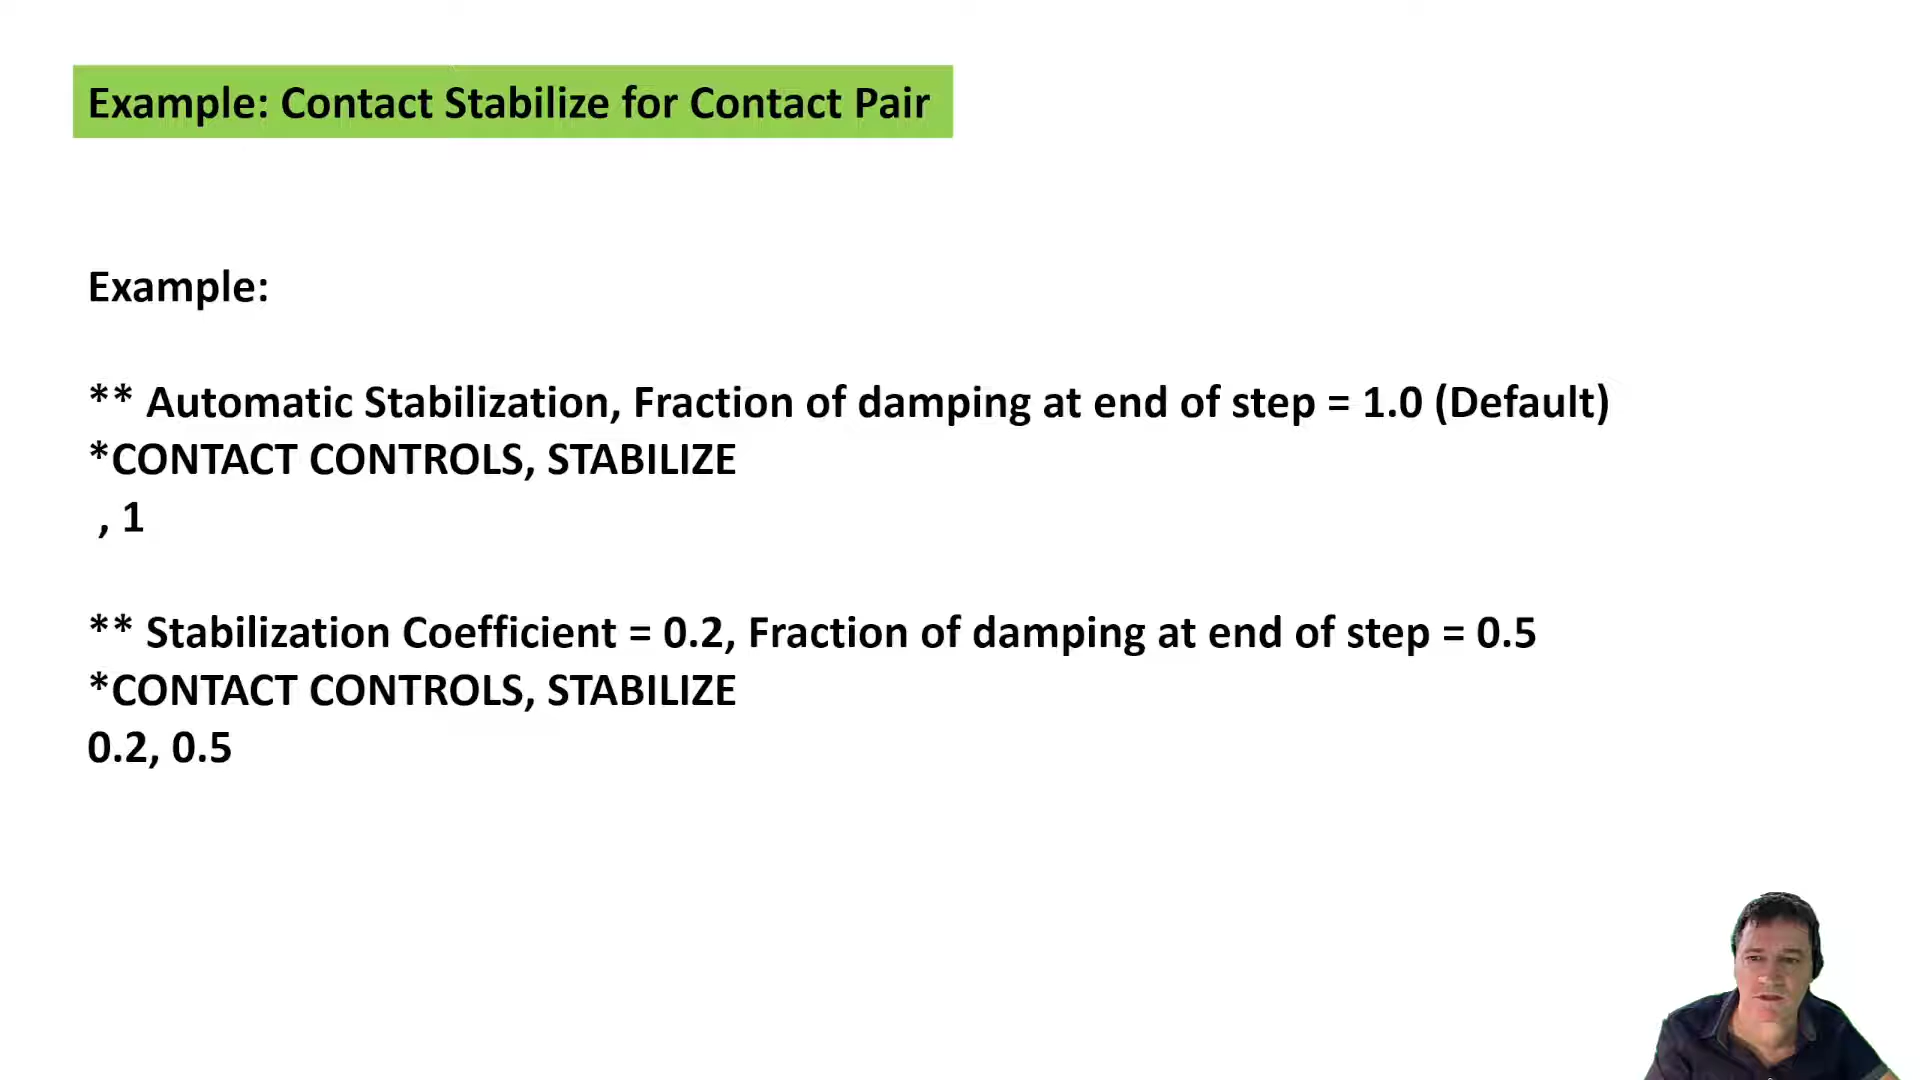 Example: Contact Stabilize for Contact Pair
Example:
** Automatic Stabilization, Fraction of damping at end of step = 1.0 (Default)
*CONTACT CONTROLS, STABILIZE
, 1
** Stabilization Coefficient = 0.2, Fraction of damping at end of step = 0.5
*CONTACT CONTROLS, STABILIZE
0.2, 0.5